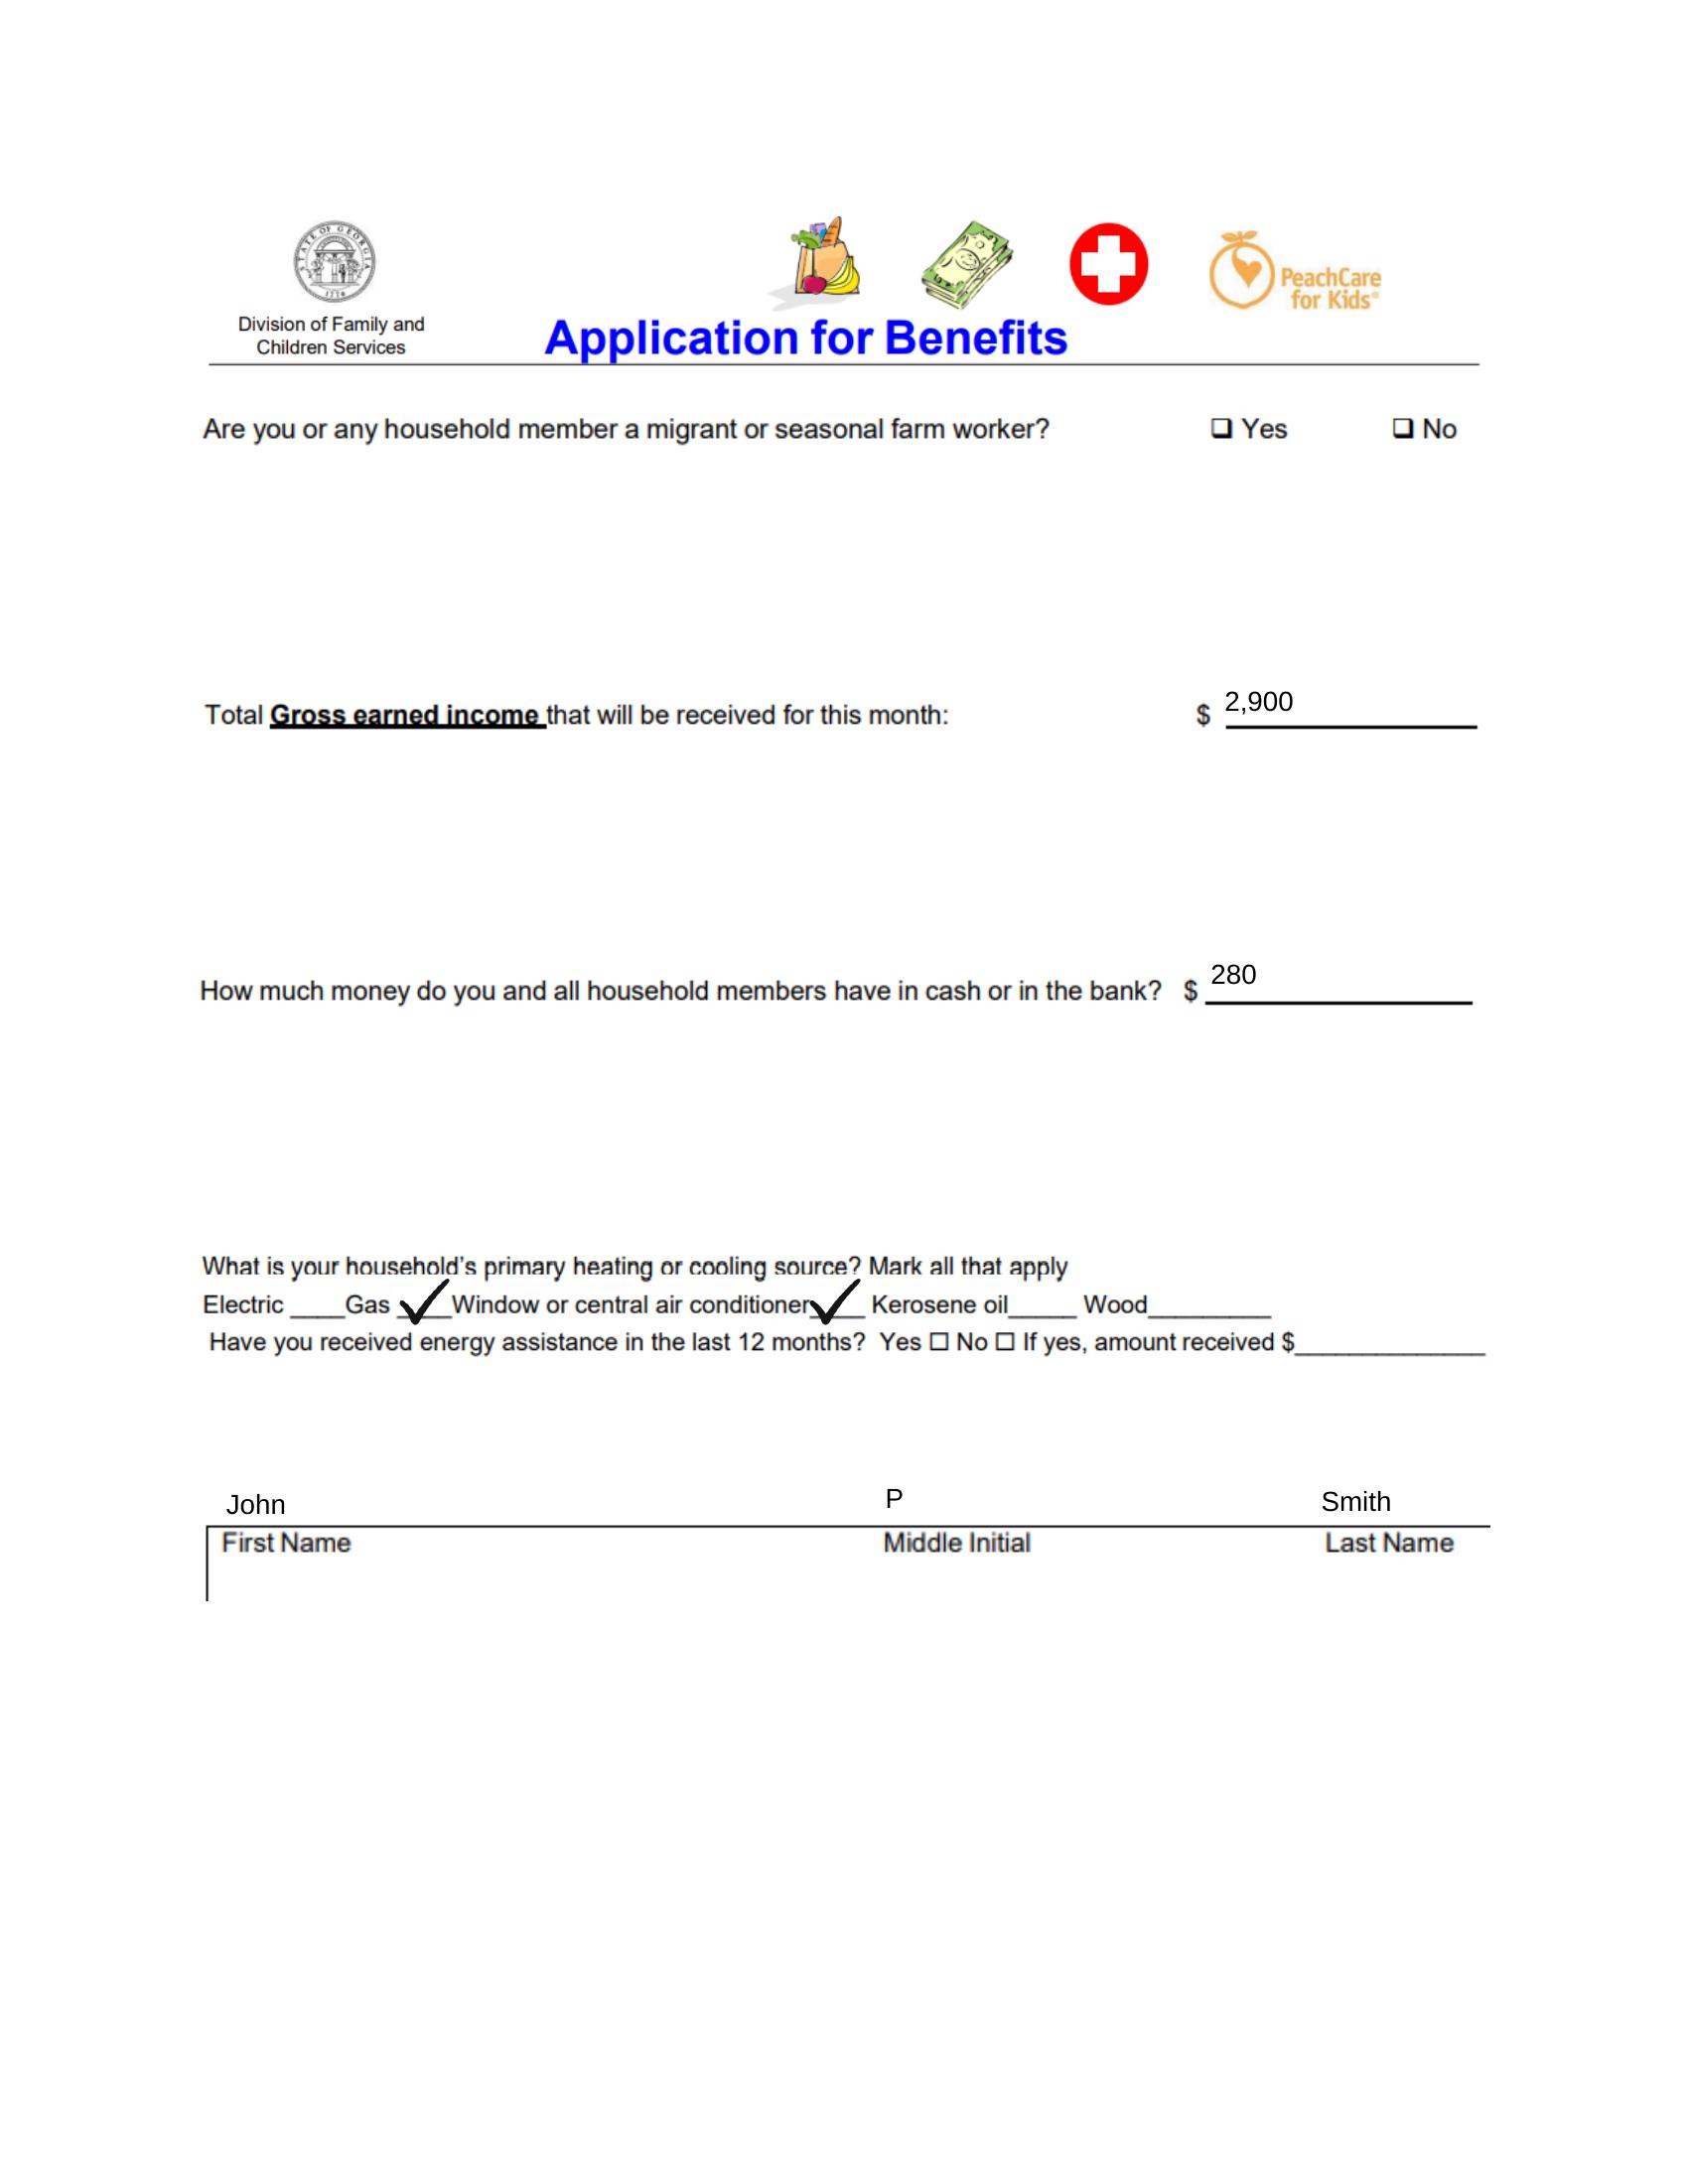 STATE OF GEORGIA
1776
PeachCare
for Kids®
Division of Family and
Children Services
Application for Benefits
Are you or any household member a migrant or seasonal farm worker? ❑ Yes ❑ No
Total Gross earned income that will be received for this month: $ 2,900
How much money do you and all household members have in cash or in the bank? $ 280
What is your household’s primary heating or cooling source? Mark all that apply
Electric ____Gas ✓Window or central air conditioner✓ Kerosene oil_____ Wood_________
Have you received energy assistance in the last 12 months? Yes ☐ No ☐ If yes, amount received $______________
John P Smith
First Name Middle Initial Last Name